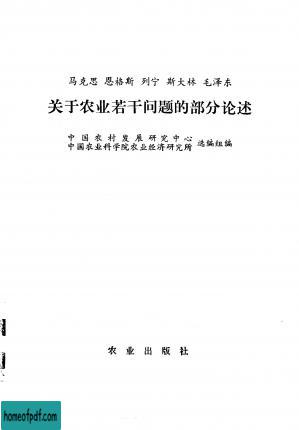 马克思 恩格斯 列宁 斯大林 毛泽东
关于农业若干问题的部分论述
中国农村发展研究中心
中国农业科学院农业经济研究所 选编组编
农业出版社
homeofpdf.com